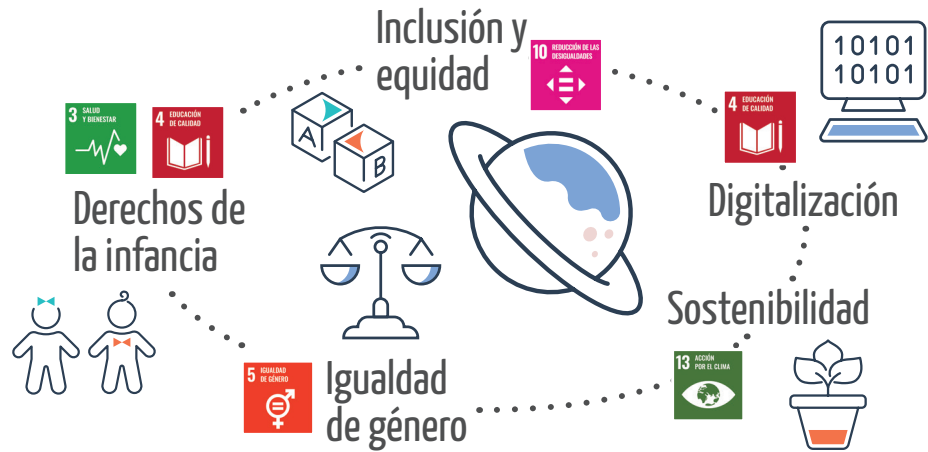 Inclusión y
equidad
10 REDUCCIÓN DE LAS
DESIGUALDADES
10101
10101
3 SALUD
Y BIENESTAR
4 EDUCACIÓN
DE CALIDAD
4 EDUCACIÓN
DE CALIDAD
A
B
Derechos de
la infancia
Digitalización
Sostenibilidad
5 IGUALDAD
DE GÉNERO
Igualdad
de género
13 ACCIÓN
POR EL CLIMA